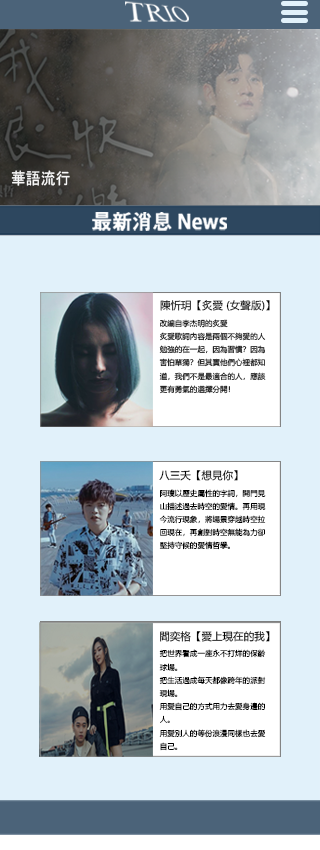 TRIO
我
很快
華語流行
最新消息 News
陳忻玥【炙愛 (女聲版)】
改編自李杰明的炙愛
炙愛歌詞內容是兩個不夠愛的人
勉強的在一起，因為習慣？因為
害怕單獨？但其實他們心裡都知
道，我們不是最適合的人，應該
更有勇氣的選擇分開！
八三夭【想見你】
阿璞以歷史屬性的字詞，開門見
山描述過去時空的愛情。再用現
今流行現象，將場景穿越時空拉
回現在，再創對時空無能為力卻
堅持守候的愛情哲學。
閻奕格【愛上現在的我】
把世界響成一座永不打烊的保齡
球場。
把生活過成每天都像跨年的派對
現場。
用愛自己的方式用力去愛身邊的
人。
用愛別人的等份浪漫同樣也去愛
自己。